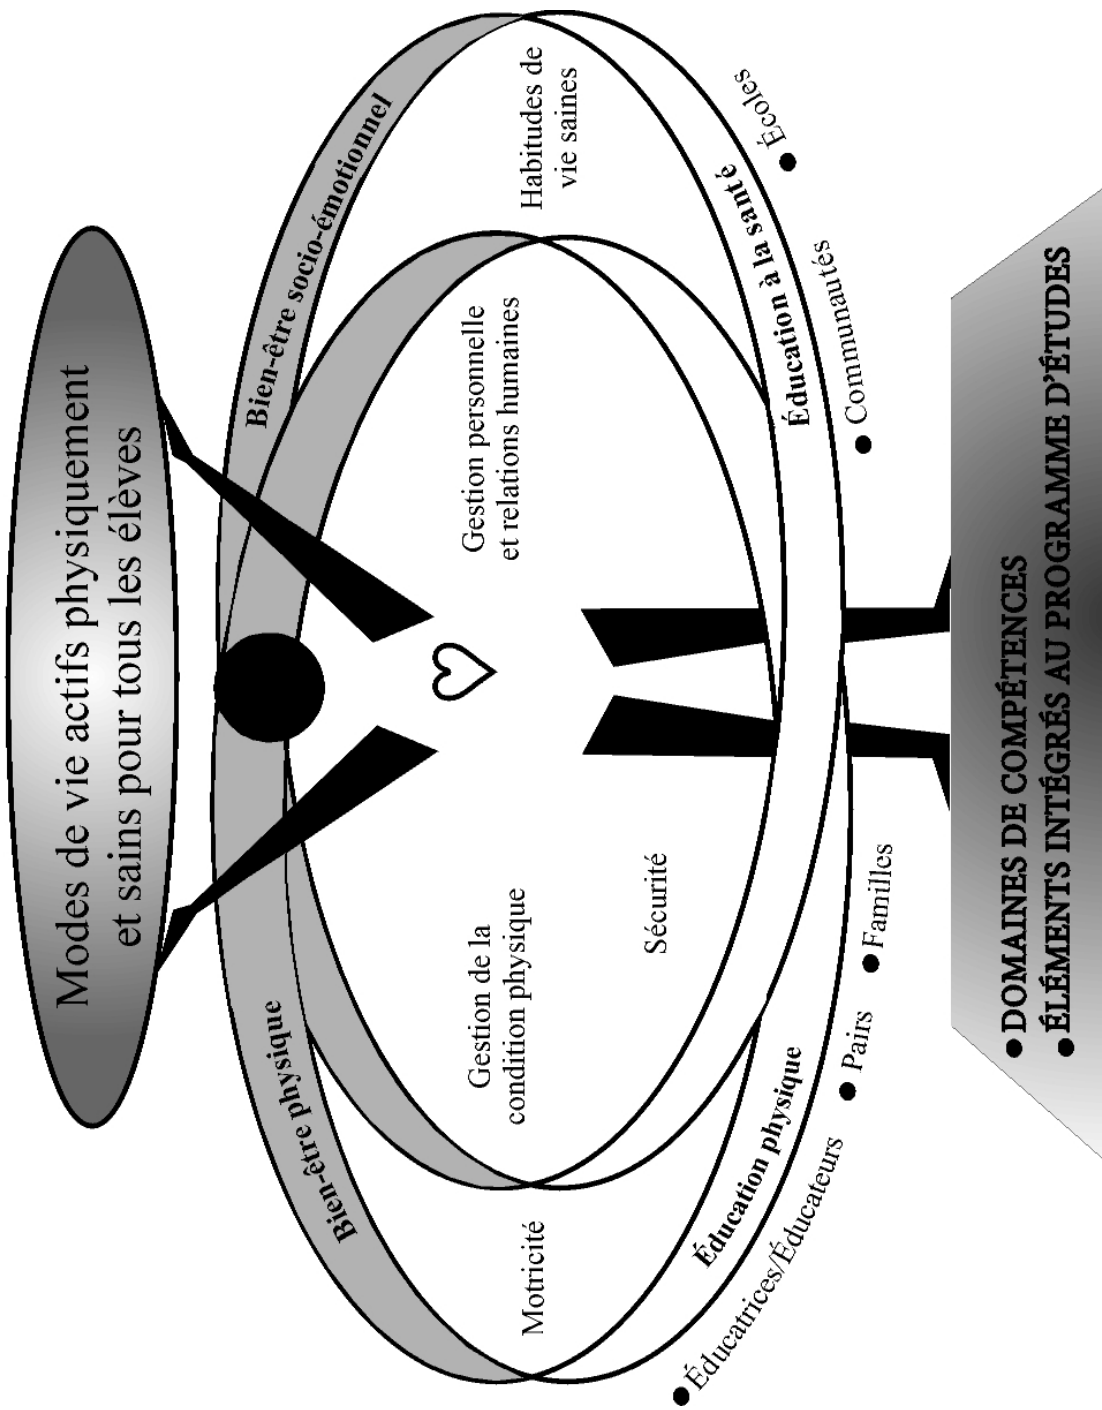 Modes de vie actifs physiquement
et sains pour tous les élèves
Bien-être physique
Bien-être socio-émotionnel
Motricité
Gestion de la
condition physique
Sécurité
Gestion personnelle
et relations humaines
Habitudes de
vie saines
Éducation physique
Éducation à la santé
● Éducatrices/Éducateurs
● Pairs
● Familles
● Communautés
● Écoles
● DOMAINES DE COMPÉTENCES
● ÉLÉMENTS INTÉGRÉS AU PROGRAMME D'ÉTUDES